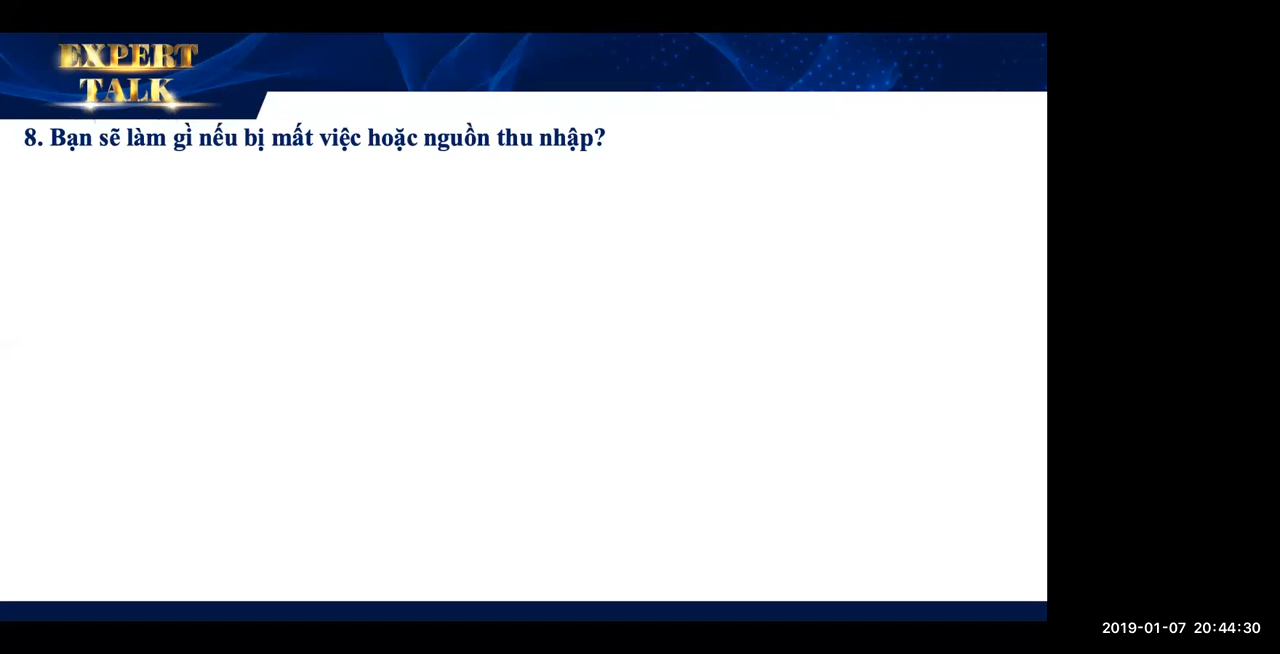 EXPERT
TALK
8. Bạn sẽ làm gì nếu bị mất việc hoặc nguồn thu nhập?
2019-01-07 20:44:30